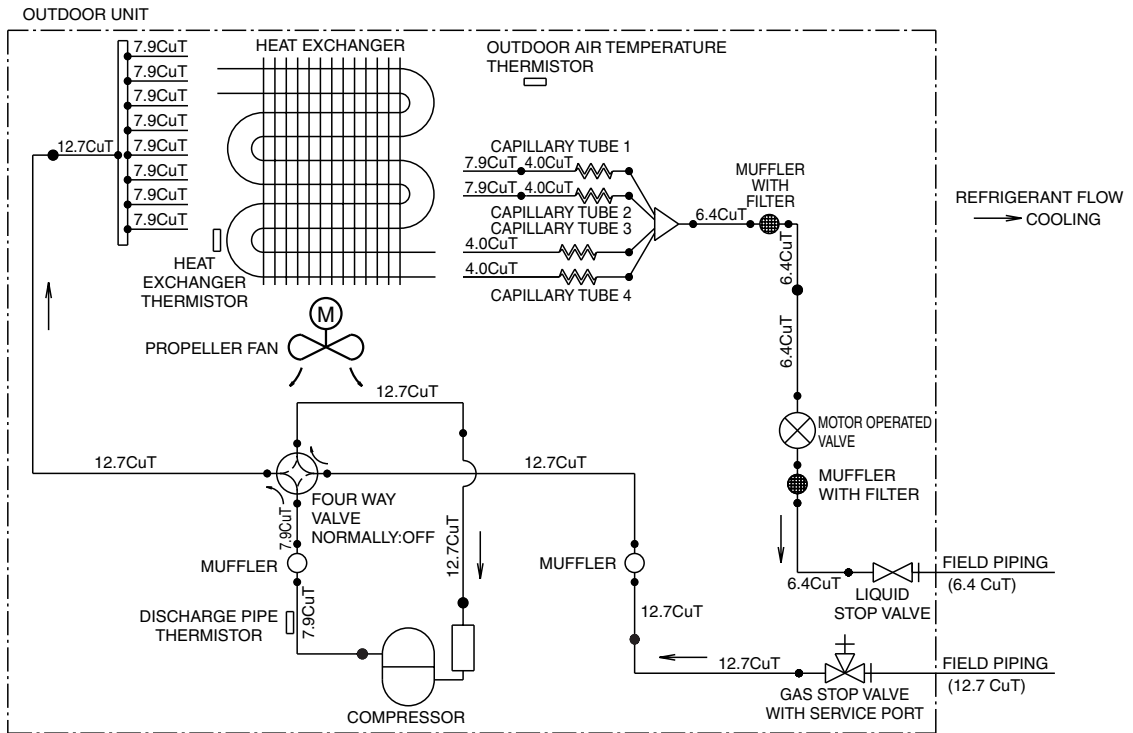 OUTDOOR UNIT
7.9CuT
7.9CuT
7.9CuT
7.9CuT
7.9CuT
7.9CuT
7.9CuT
7.9CuT
12.7CuT
HEAT EXCHANGER
OUTDOOR AIR TEMPERATURE
THERMISTOR
CAPILLARY TUBE 1
7.9CuT 4.0CuT
7.9CuT 4.0CuT
CAPILLARY TUBE 2
CAPILLARY TUBE 3
4.0CuT
4.0CuT
CAPILLARY TUBE 4
MUFFLER
WITH
FILTER
6.4CuT
6.4CuT
6.4CuT
REFRIGERANT FLOW
COOLING
HEAT
EXCHANGER
THERMISTOR
M
PROPELLER FAN
12.7CuT
MOTOR OPERATED
VALVE
MUFFLER
WITH FILTER
12.7CuT
12.7CuT
FOUR WAY
VALVE
NORMALLY:OFF
7.9CuT
12.7CuT
MUFFLER
MUFFLER
6.4CuT
LIQUID
STOP VALVE
FIELD PIPING
(6.4 CuT)
DISCHARGE PIPE
THERMISTOR
7.9CuT
12.7CuT
12.7CuT
FIELD PIPING
(12.7 CuT)
GAS STOP VALVE
WITH SERVICE PORT
COMPRESSOR